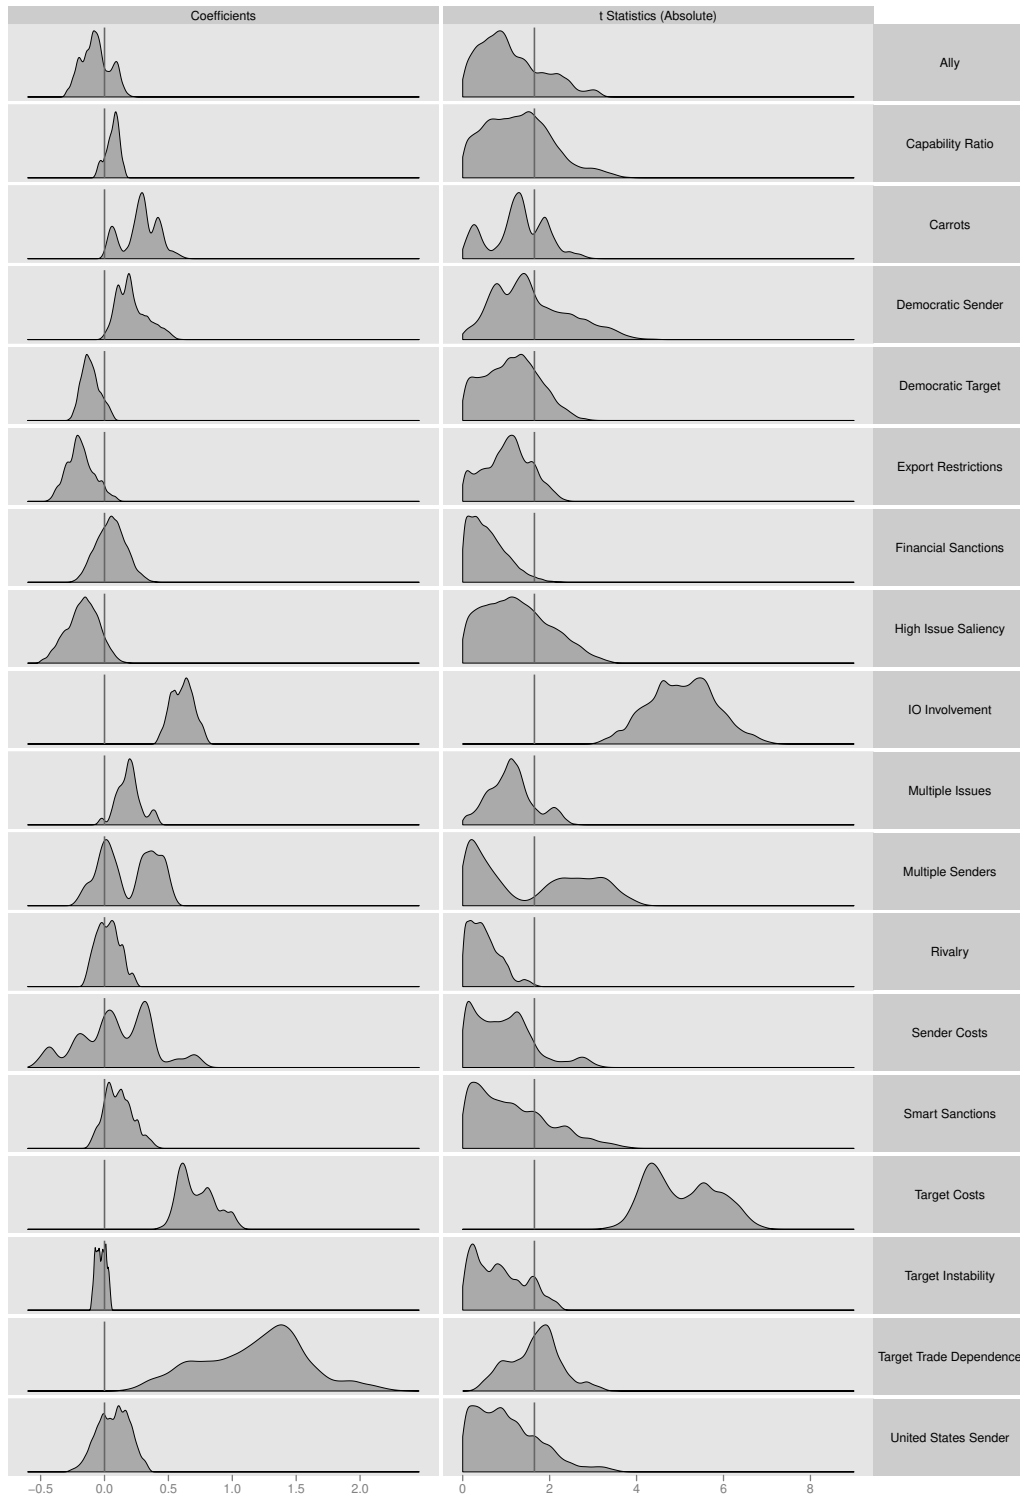 Coefficients t Statistics (Absolute)
Ally
Capability Ratio
Carrots
Democratic Sender
Democratic Target
Export Restrictions
Financial Sanctions
High Issue Saliency
IO Involvement
Multiple Issues
Multiple Senders
Rivalry
Sender Costs
Smart Sanctions
Target Costs
Target Instability
Target Trade Dependence
United States Sender
−0.5 0.0 0.5 1.0 1.5 2.0 0 2 4 6 8